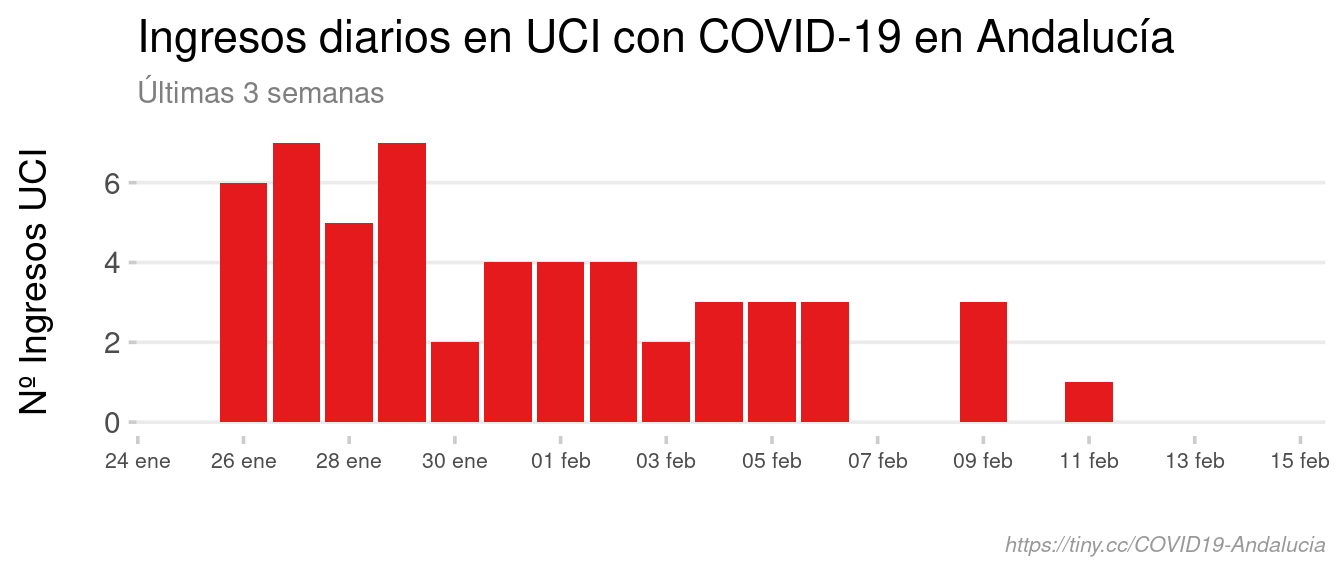 Ingresos diarios en UCI con COVID-19 en Andalucía
Últimas 3 semanas
Nº Ingresos UCI
6
4
2
0
24 ene 26 ene 28 ene 30 ene 01 feb 03 feb 05 feb 07 feb 09 feb 11 feb 13 feb 15 feb
https://tiny.cc/COVID19-Andalucia